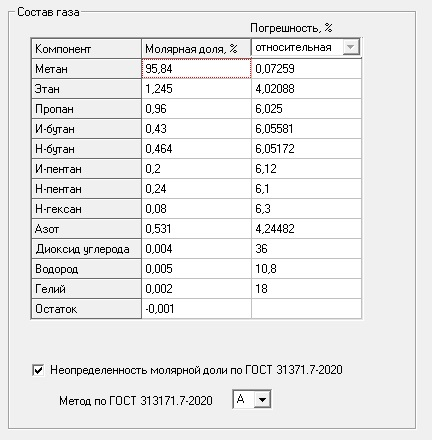 Состав газа
Погрешность, %
Компонент Молярная доля, % относительная
Метан 95,84 0,07259
Этан 1,245 4,02088
Пропан 0,96 6,025
И-бутан 0,43 6,05581
Н-бутан 0,464 6,05172
И-пентан 0,2 6,12
Н-пентан 0,24 6,1
Н-гексан 0,08 6,3
Азот 0,531 4,24482
Диоксид углерода 0,004 36
Водород 0,005 10,8
Гелий 0,002 18
Остаток -0,001
Неопределенность молярной доли по ГОСТ 31371.7-2020
Метод по ГОСТ 313171.7-2020 А